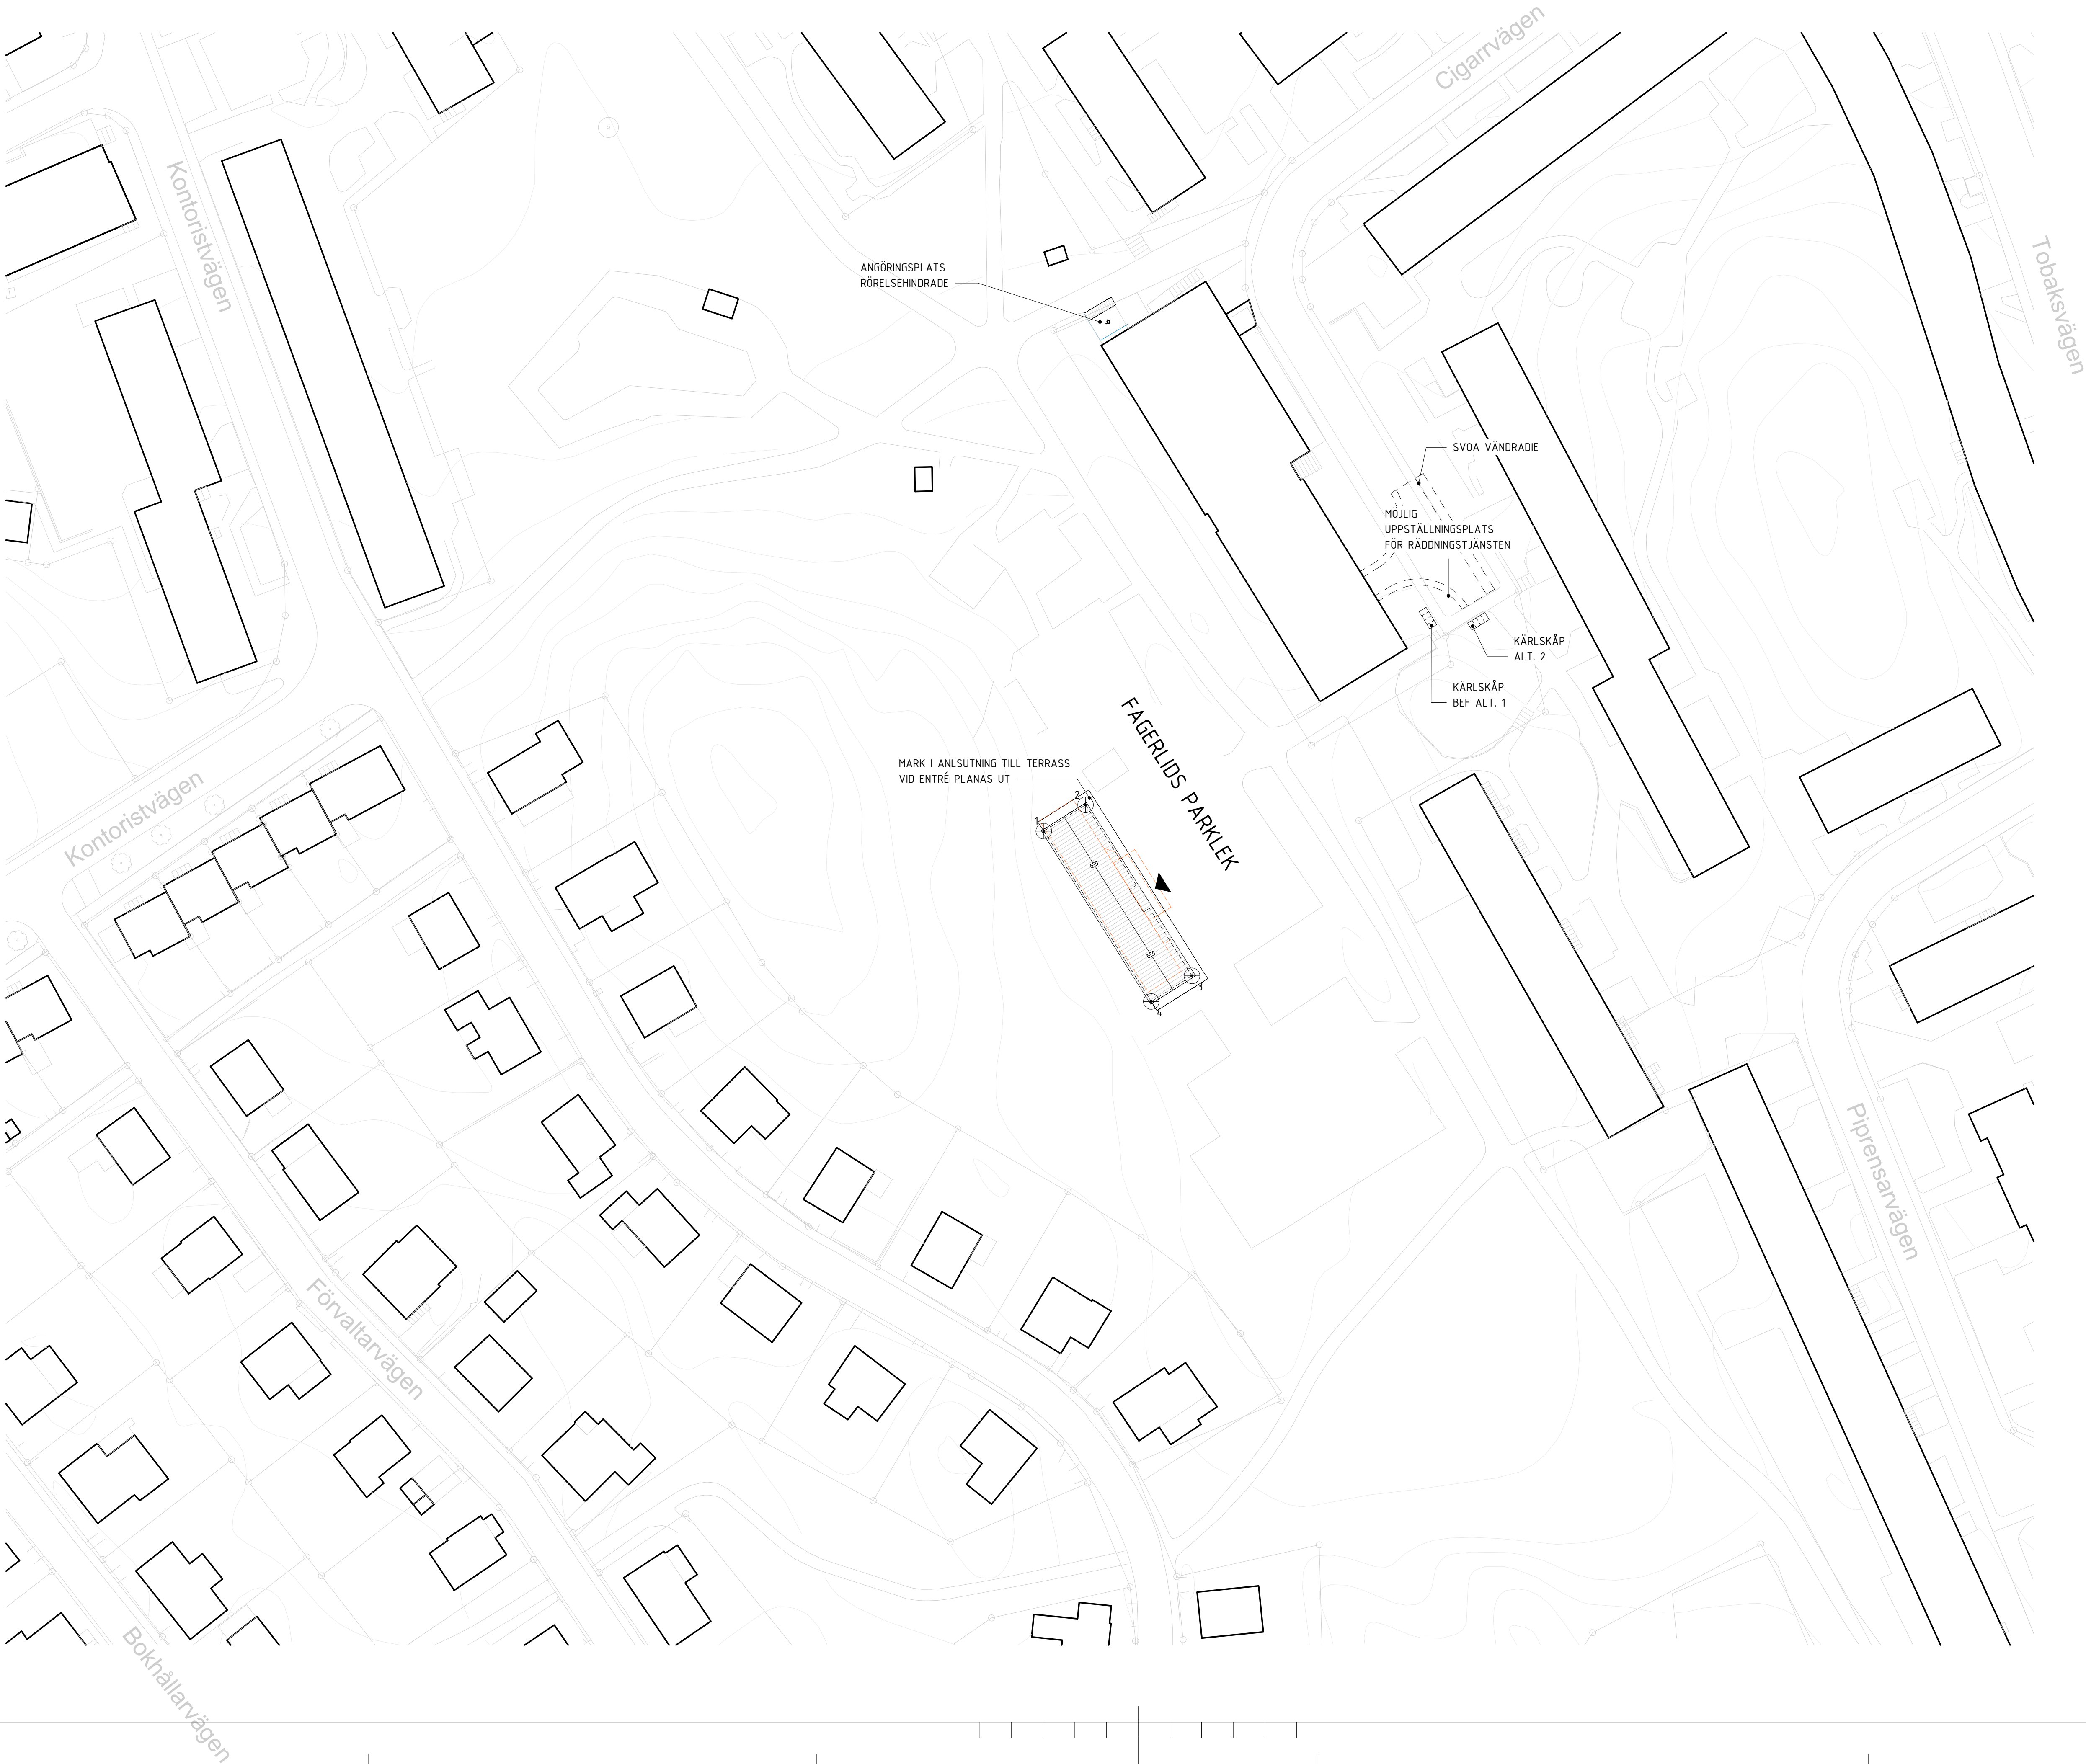 Cigarrvägen
Kontoristvägen
Tobaksvägen
ANGÖRINGSPLATS
RÖRELSEHINDRADE
SVOA VÄNDRADIE
MÖJLIG
UPPSTÄLLNINGSPLATS
FÖR RÄDDNINGSTJÄNSTEN
KÄRLSKÅP
ALT. 2
KÄRLSKÅP
BEF ALT. 1
FAGERLIDS PARKLEK
MARK I ANLSUTNING TILL TERRASS
VID ENTRÉ PLANAS UT
2
1
3
4
Kontoristvägen
Piprensarvägen
Förvaltarvägen
Bokhållarvägen